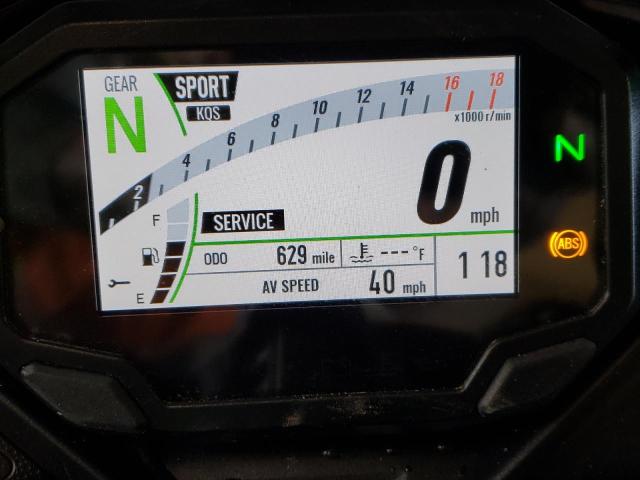 GEAR
N
SPORT
KQS
2 4 6 8 10 12 14 16 18
x1000 r/min
0 mph
N
F
SERVICE
ABS
ODO 629 mile
--- °F
1 18
E
AV SPEED 40 mph